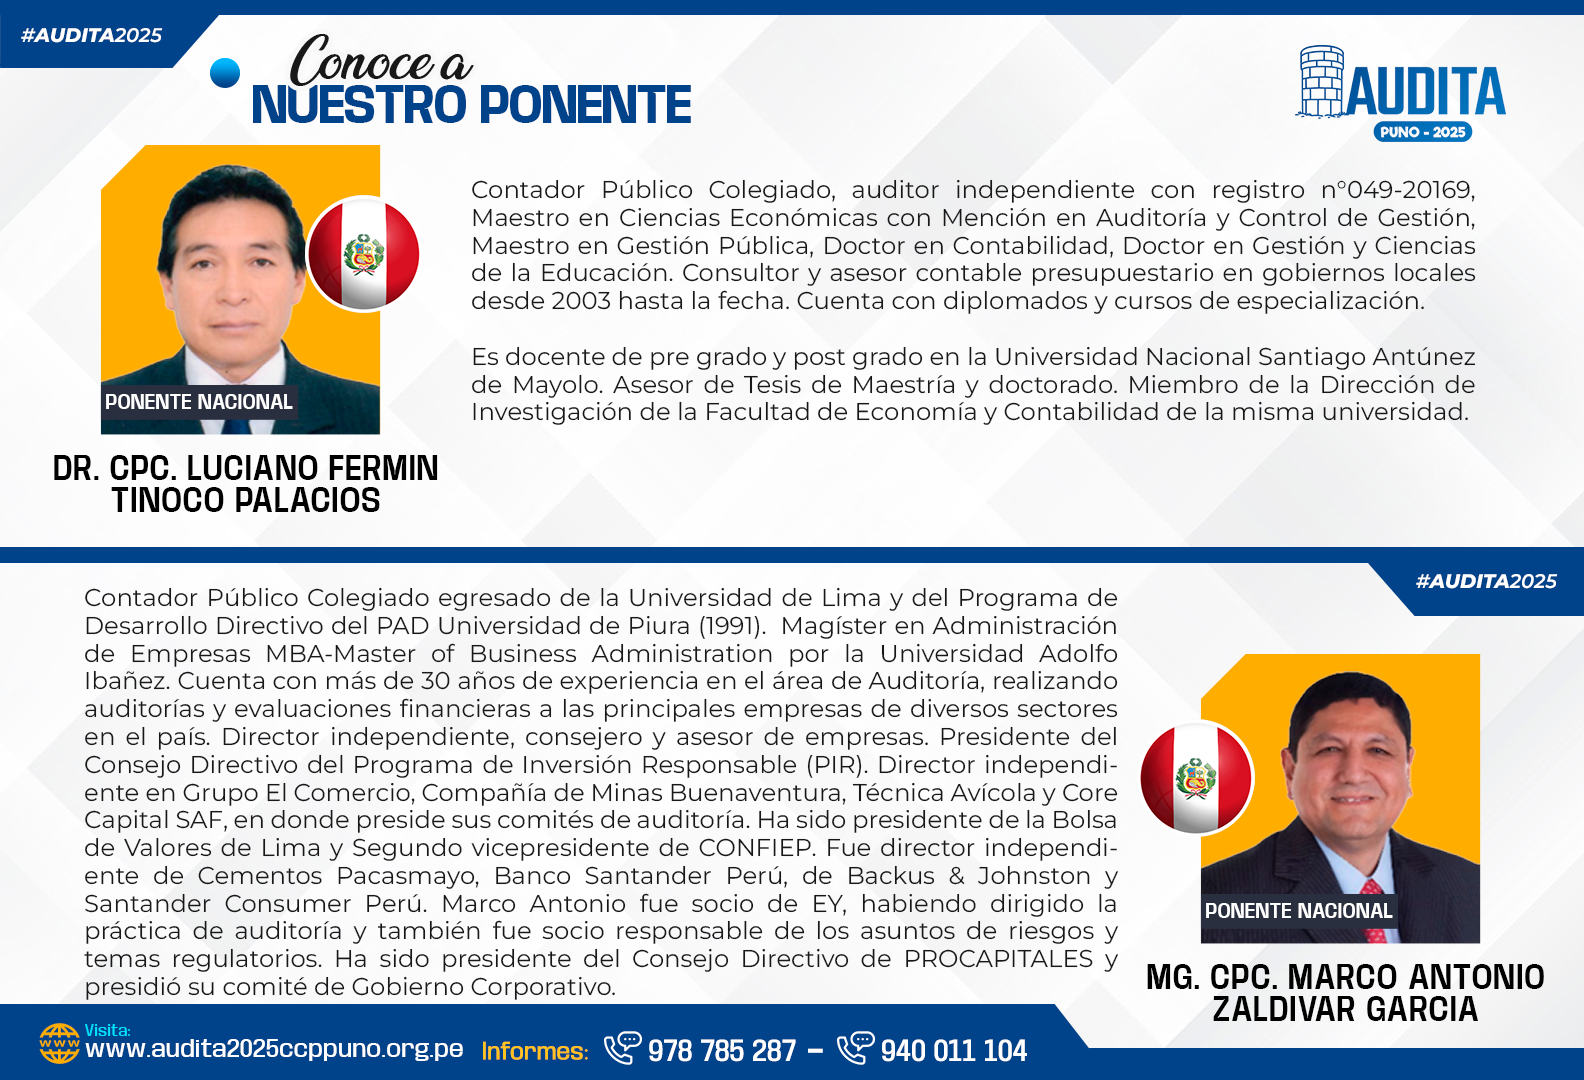 #AUDITA2025
Conoce a
NUESTRO PONENTE
AUDITA
PUNO - 2025
Contador Público Colegiado, auditor independiente con registro n°049-20169,
Maestro en Ciencias Económicas con Mención en Auditoría y Control de Gestión,
Maestro en Gestión Pública, Doctor en Contabilidad, Doctor en Gestión y Ciencias
de la Educación. Consultor y asesor contable presupuestario en gobiernos locales
desde 2003 hasta la fecha. Cuenta con diplomados y cursos de especialización.
Es docente de pre grado y post grado en la Universidad Nacional Santiago Antúnez
de Mayolo. Asesor de Tesis de Maestría y doctorado. Miembro de la Dirección de
Investigación de la Facultad de Economía y Contabilidad de la misma universidad.
PONENTE NACIONAL
DR. CPC. LUCIANO FERMIN
TINOCO PALACIOS
#AUDITA2025
Contador Público Colegiado egresado de la Universidad de Lima y del Programa de
Desarrollo Directivo del PAD Universidad de Piura (1991). Magíster en Administración
de Empresas MBA-Master of Business Administration por la Universidad Adolfo
Ibañez. Cuenta con más de 30 años de experiencia en el área de Auditoría, realizando
auditorías y evaluaciones financieras a las principales empresas de diversos sectores
en el país. Director independiente, consejero y asesor de empresas. Presidente del
Consejo Directivo del Programa de Inversión Responsable (PIR). Director independi-
ente en Grupo El Comercio, Compañía de Minas Buenaventura, Técnica Avícola y Core
Capital SAF, en donde preside sus comités de auditoría. Ha sido presidente de la Bolsa
de Valores de Lima y Segundo vicepresidente de CONFIEP. Fue director independi-
ente de Cementos Pacasmayo, Banco Santander Perú, de Backus & Johnston y
Santander Consumer Perú. Marco Antonio fue socio de EY, habiendo dirigido la
práctica de auditoría y también fue socio responsable de los asuntos de riesgos y
temas regulatorios. Ha sido presidente del Consejo Directivo de PROCAPITALES y
presidió su comité de Gobierno Corporativo.
PONENTE NACIONAL
MG. CPC. MARCO ANTONIO
ZALDIVAR GARCIA
WWW
Visita:
www.audita2025ccppuno.org.pe
Informes: 978 785 287 – 940 011 104